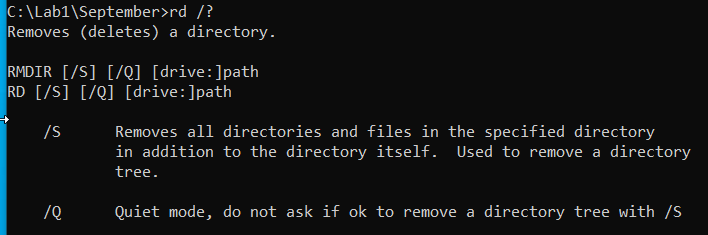 C:\Lab1\September>rd /?
Removes (deletes) a directory.
RMDIR [/S] [/Q] [drive:]path
RD [/S] [/Q] [drive:]path
/S      Removes all directories and files in the specified directory
in addition to the directory itself.  Used to remove a directory
tree.
/Q      Quiet mode, do not ask if ok to remove a directory tree with /S